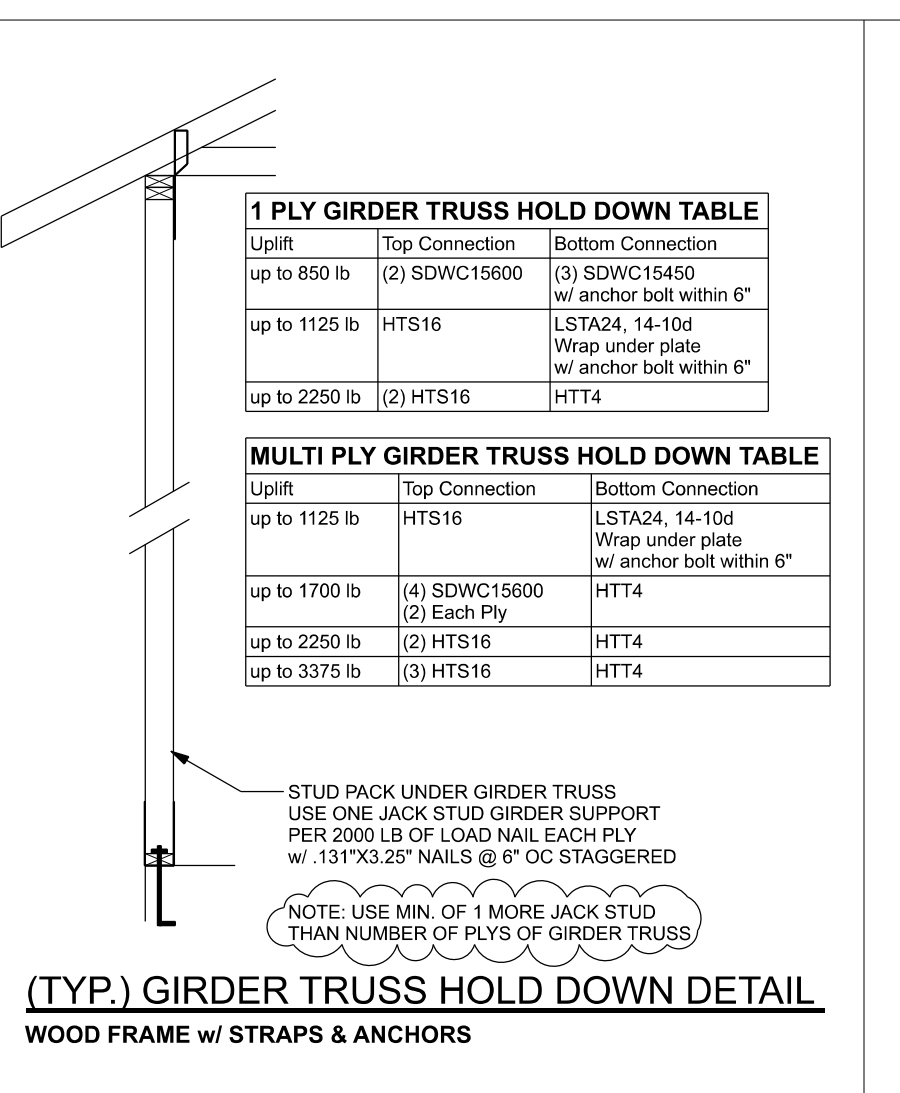 1 PLY GIRDER TRUSS HOLD DOWN TABLE
Uplift Top Connection Bottom Connection
up to 850 lb (2) SDWC15600 (3) SDWC15450
w/ anchor bolt within 6"
up to 1125 lb HTS16 LSTA24, 14-10d
Wrap under plate
w/ anchor bolt within 6"
up to 2250 lb (2) HTS16 HTT4
MULTI PLY GIRDER TRUSS HOLD DOWN TABLE
Uplift Top Connection Bottom Connection
up to 1125 lb HTS16 LSTA24, 14-10d
Wrap under plate
w/ anchor bolt within 6"
up to 1700 lb (4) SDWC15600 HTT4
(2) Each Ply
up to 2250 lb (2) HTS16 HTT4
up to 3375 lb (3) HTS16 HTT4
STUD PACK UNDER GIRDER TRUSS
USE ONE JACK STUD GIRDER SUPPORT
PER 2000 LB OF LOAD NAIL EACH PLY
w/ .131"X3.25" NAILS @ 6" OC STAGGERED
NOTE: USE MIN. OF 1 MORE JACK STUD
THAN NUMBER OF PLYS OF GIRDER TRUSS
(TYP.) GIRDER TRUSS HOLD DOWN DETAIL
WOOD FRAME w/ STRAPS & ANCHORS